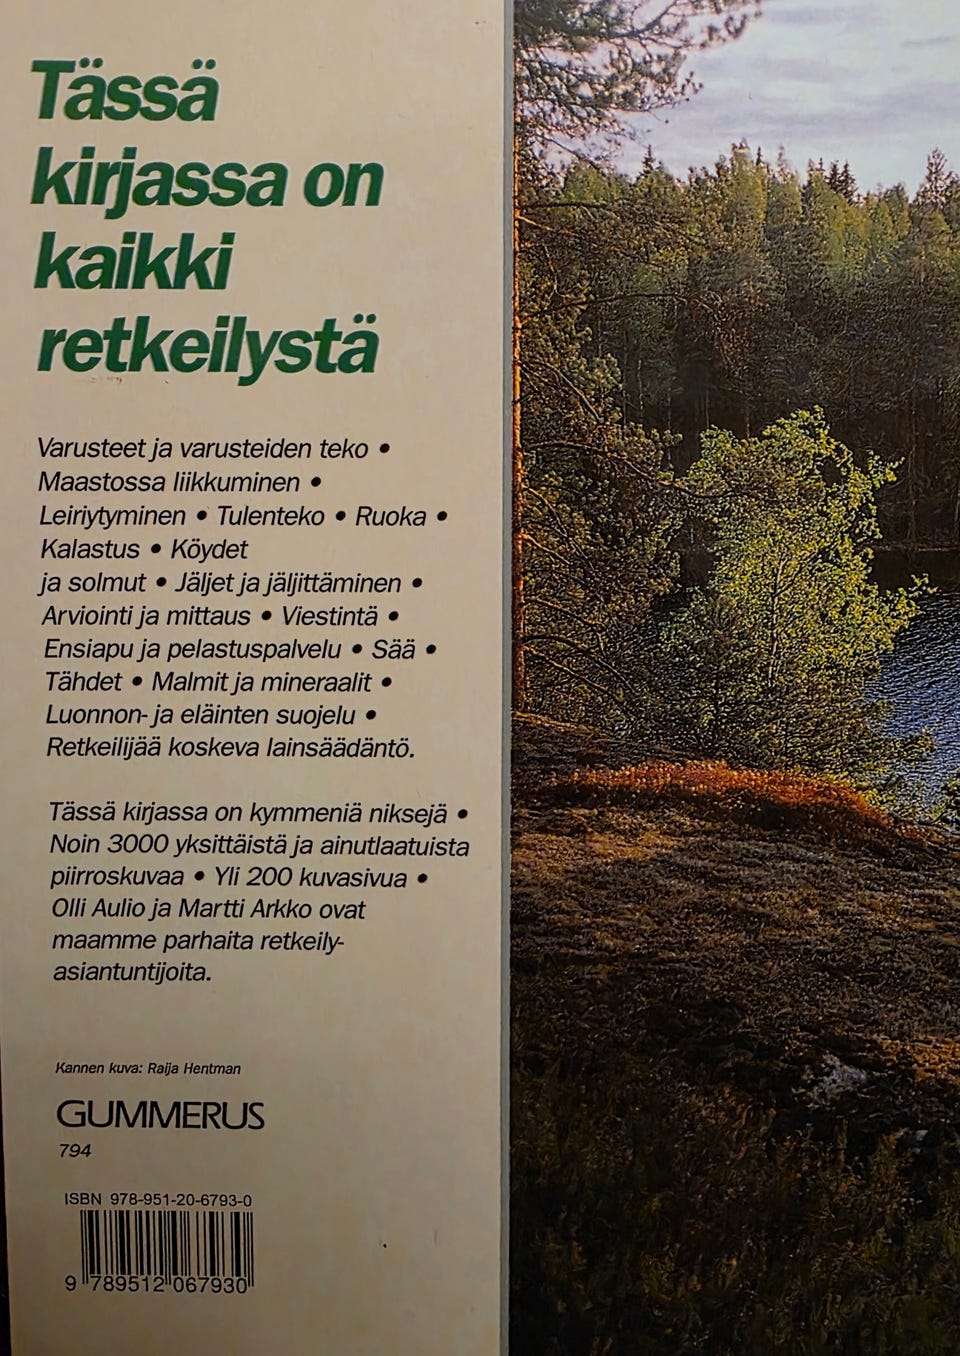 Tässä
kirjassa on
kaikki
retkeilystä
Varusteet ja varusteiden teko •
Maastossa liikkuminen •
Leiriytyminen • Tulenteko • Ruoka •
Kalastus • Köydet
ja solmut • Jäljet ja jäljittäminen •
Arviointi ja mittaus • Viestintä •
Ensiapu ja pelastuspalvelu • Sää •
Tähdet • Malmit ja mineraalit •
Luonnon- ja eläinten suojelu •
Retkeilijää koskeva lainsäädäntö.
Tässä kirjassa on kymmeniä niksejä •
Noin 3000 yksittäistä ja ainutlaatuista
piirroskuvaa • Yli 200 kuvasivua •
Olli Aulio ja Martti Arkko ovat
maamme parhaita retkeily-
asiantuntijoita.
Kannen kuva: Raija Hentman
GUMMERUS
794
ISBN 978-951-20-6793-0
9 789512 067930